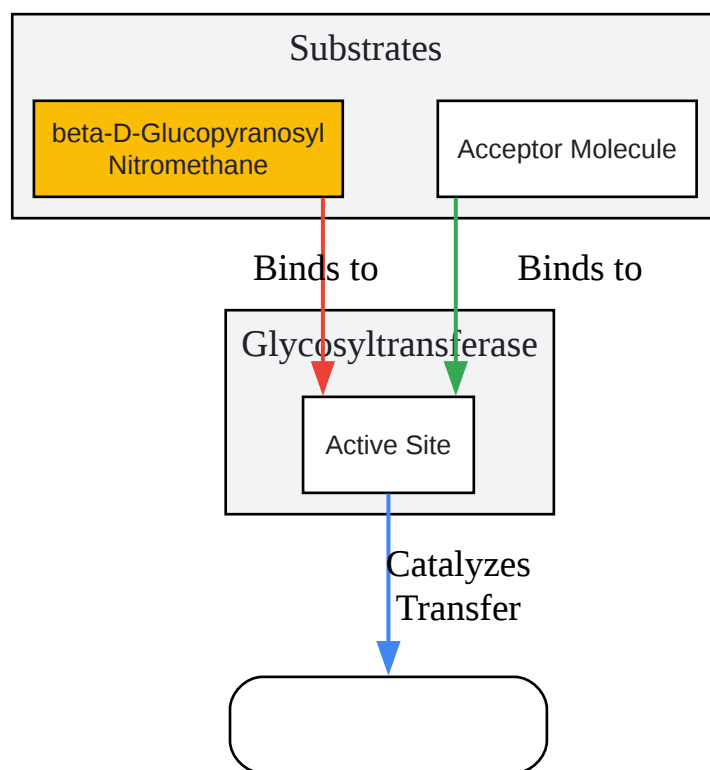 Substrates
beta-D-Glucopyranosyl
Nitromethane
Acceptor Molecule
Binds to
Binds to
Glycosyltransferase
Active Site
Catalyzes
Transfer